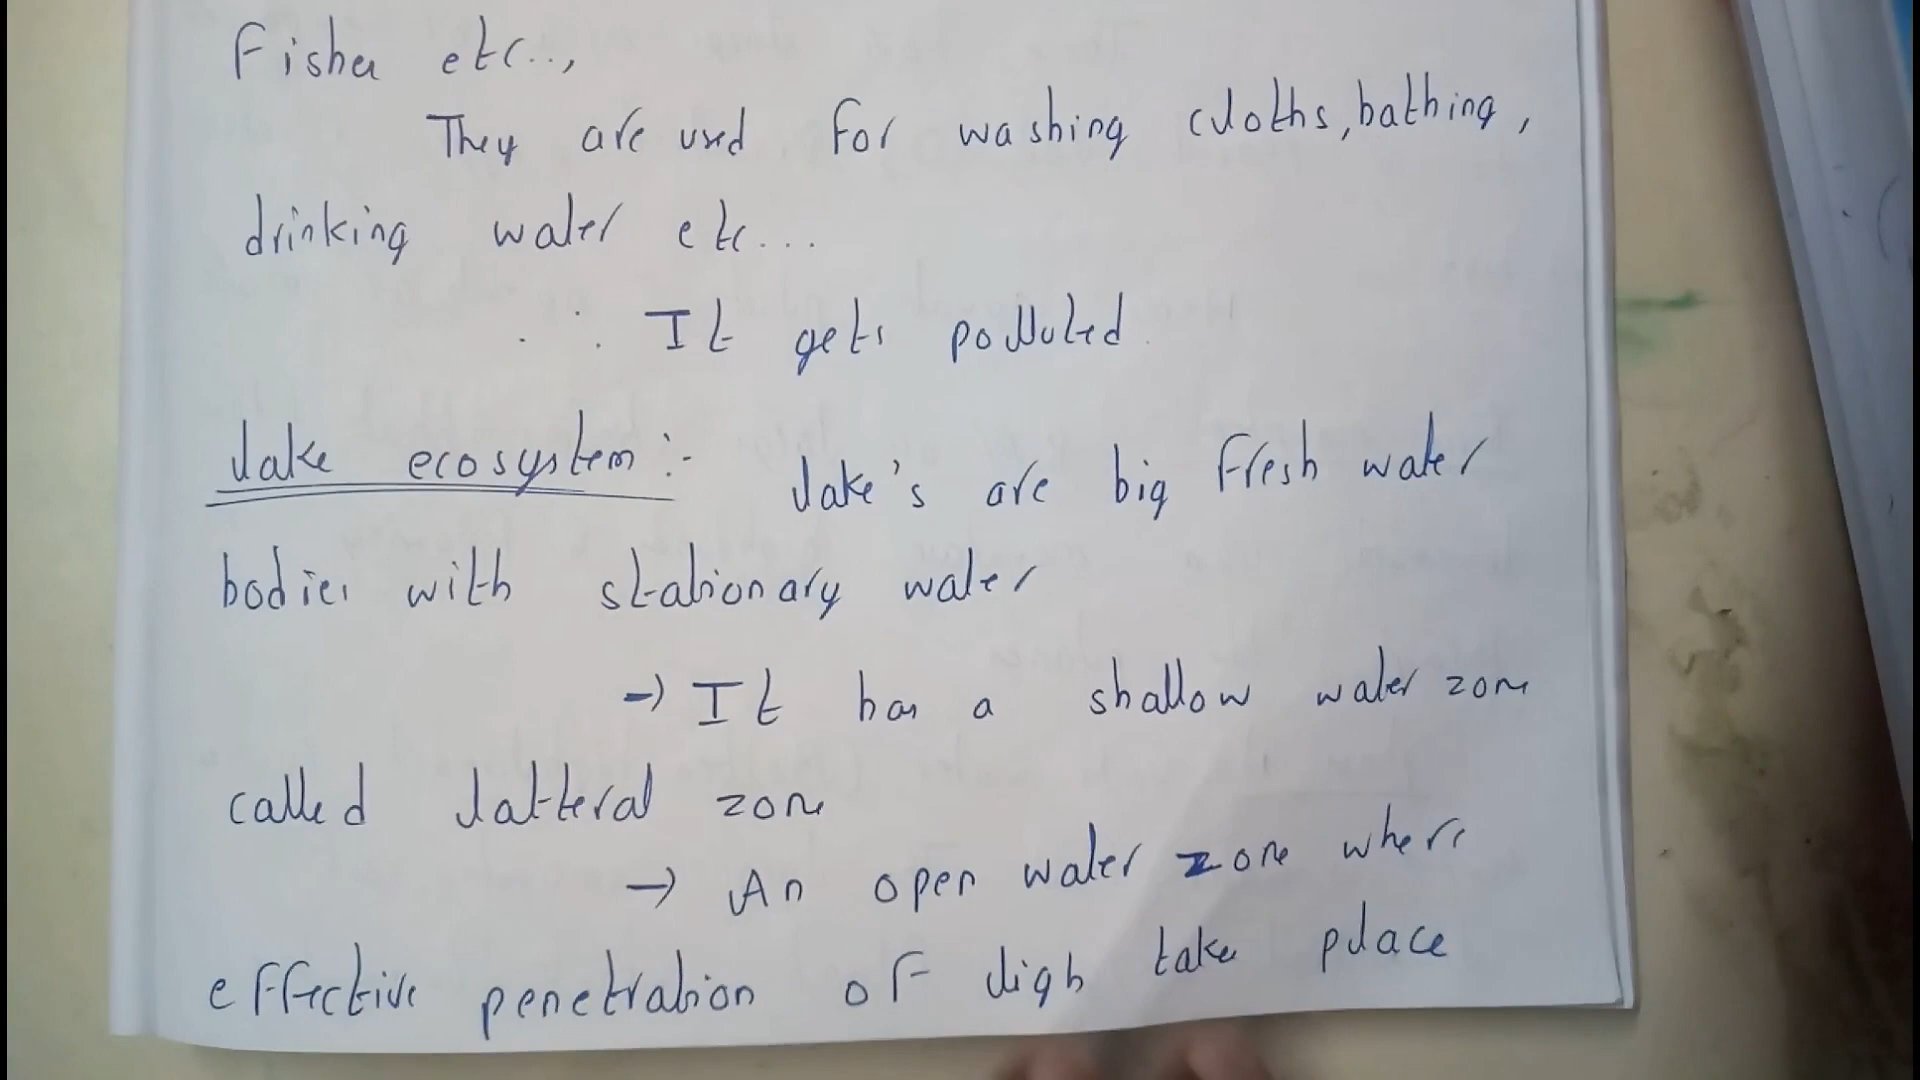 Fishes etc..,
They are used for washing cloths, bathing,
drinking water etc...
∴ It gets polluted
Lake ecosystem :- Lake's are big Fresh water
bodies with stationary water
→ It has a shallow water zone
called latteral zone
→ An open water zone where
effective penetration of ligh take place